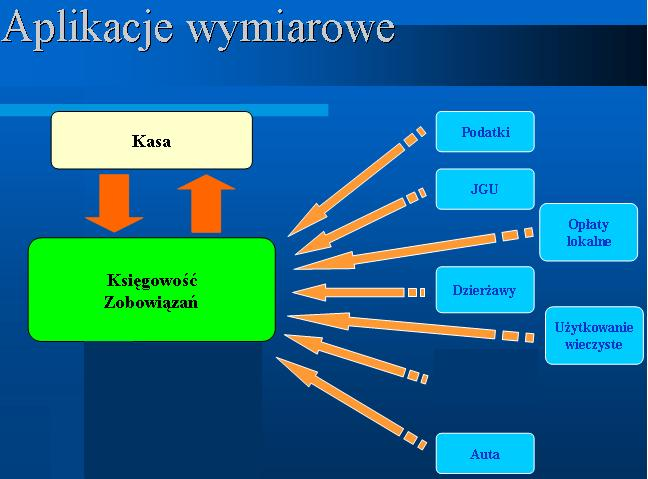 Aplikacje wymiarowe
Kasa
Księgowość
Zobowiązań
Podatki
JGU
Opłaty
lokalne
Dzierżawy
Użytkowanie
wieczyste
Auta